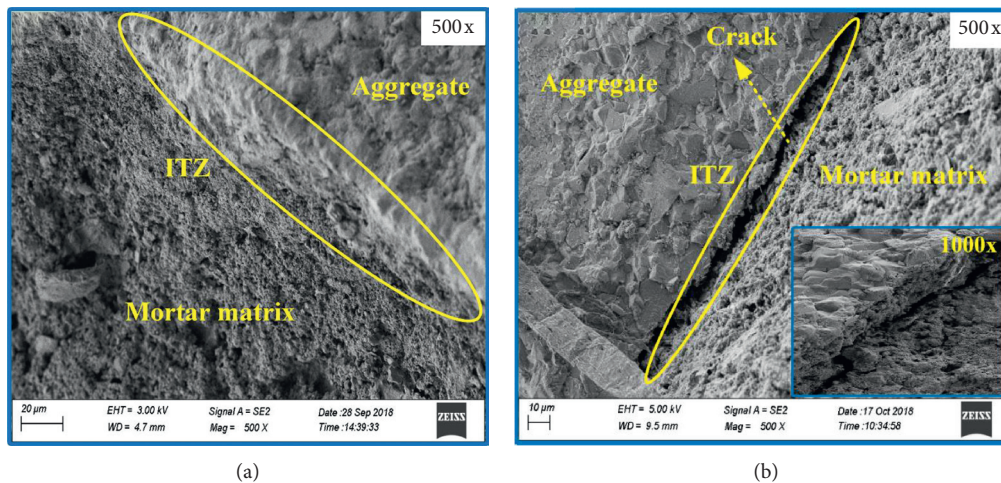 500x
Aggregate
ITZ
Mortar matrix
20 µm
EHT = 3.00 kV
Signal A = SE2
Date :28 Sep 2018
WD = 4.7 mm
Mag = 500 X
Time :14:39:33
ZEISS
(a)
500x
Crack
Aggregate
ITZ
Mortar matrix
1000x
10 µm
EHT = 5.00 kV
Signal A = SE2
Date :17 Oct 2018
WD = 9.5 mm
Mag = 500 X
Time :10:34:58
ZEISS
(b)